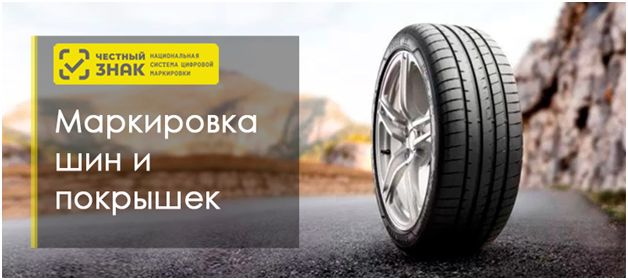 ЧЕСТНЫЙ
ЗНАК
НАЦИОНАЛЬНАЯ
СИСТЕМА ЦИФРОВОЙ
МАРКИРОВКИ
Маркировка
шин и
покрышек